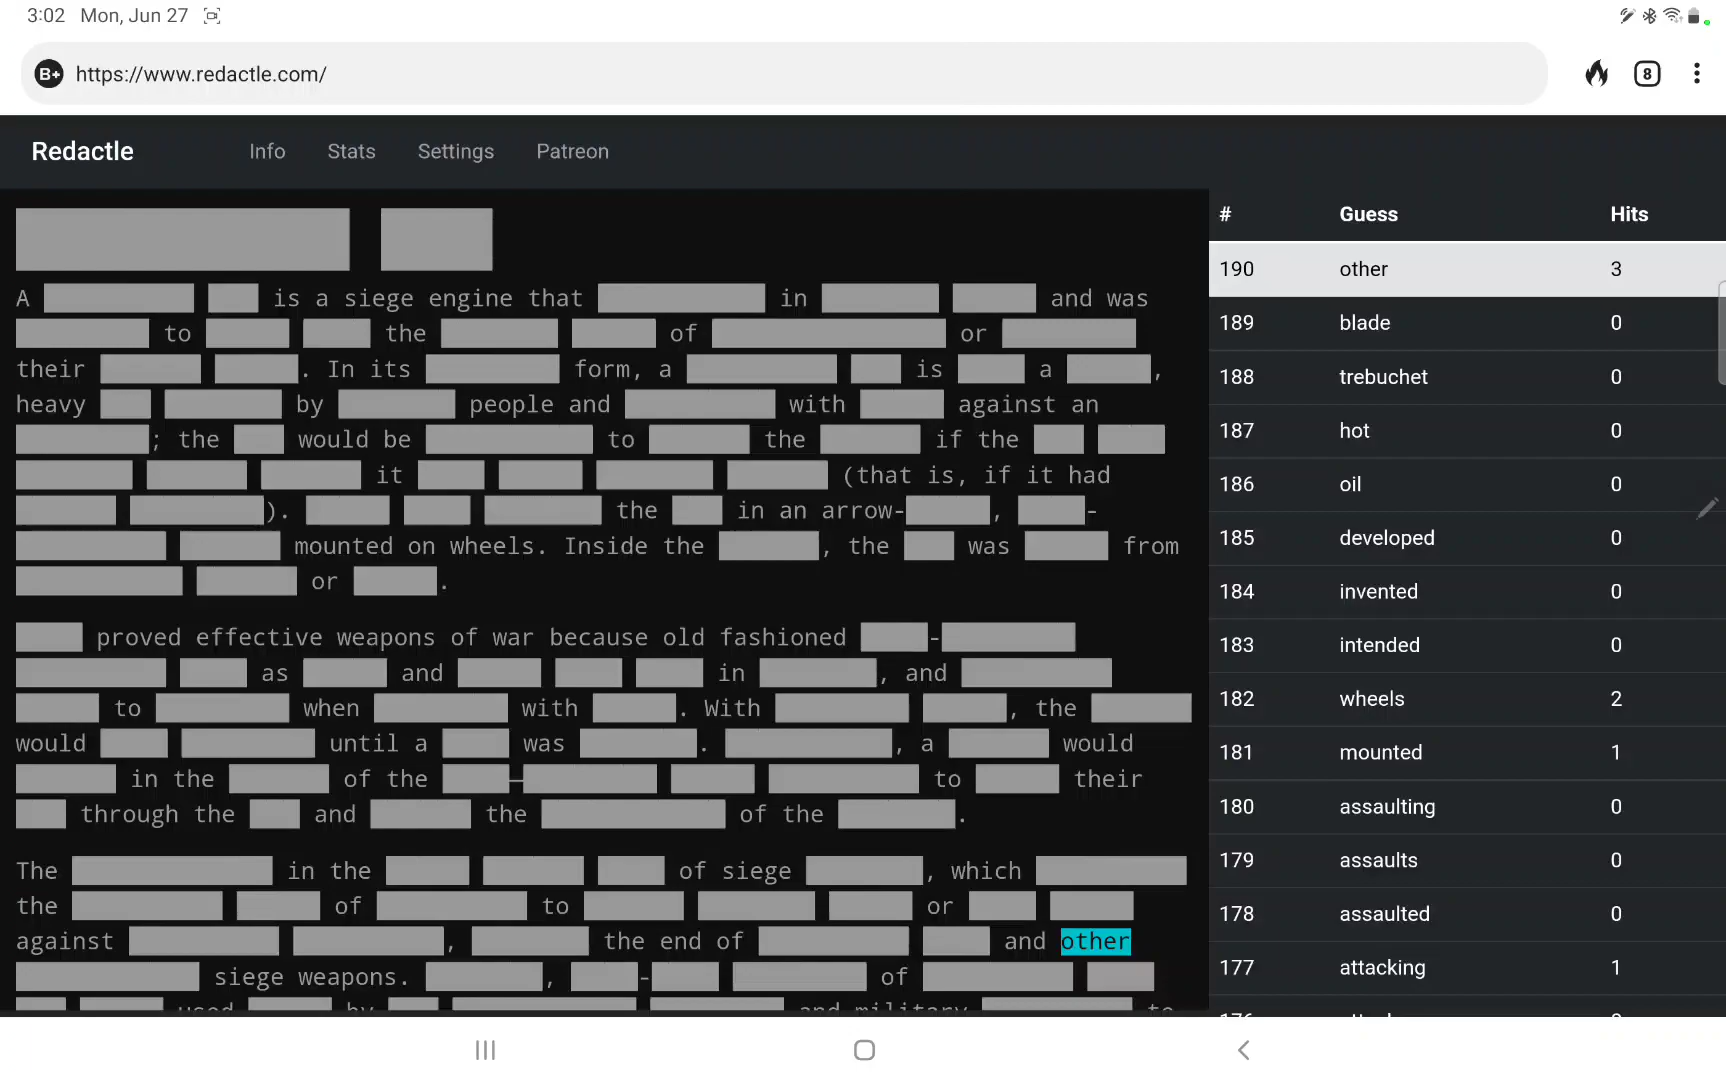 3:02 Mon, Jun 27
B+ https://www.redactle.com/ 8
Redactle Info Stats Settings Patreon
A is a siege engine that in and was
to the of or
their . In its form, a is a ,
heavy by people and with against an
; the would be to the if the
it (that is, if it had
). the in an arrow- , -
mounted on wheels. Inside the , the was from
or .
proved effective weapons of war because old fashioned -
as and in , and
to when with . With , the
would until a was . , a would
in the of the — to their
through the and the of the .
The in the of siege , which
the of to or
against , the end of and other
siege weapons. , - of
used by and military to
# Guess Hits
190 other 3
189 blade 0
188 trebuchet 0
187 hot 0
186 oil 0
185 developed 0
184 invented 0
183 intended 0
182 wheels 2
181 mounted 1
180 assaulting 0
179 assaults 0
178 assaulted 0
177 attacking 1